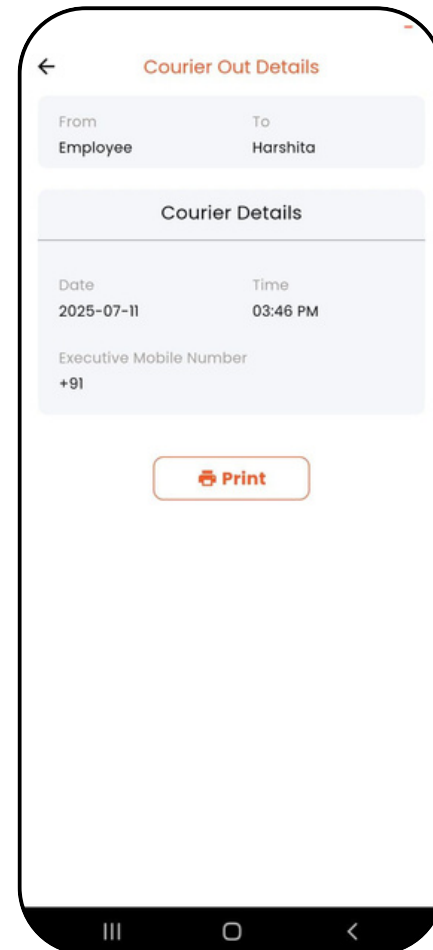 Courier Out Details
From To
Employee Harshita
Courier Details
Date Time
2025-07-11 03:46 PM
Executive Mobile Number
+91
Print